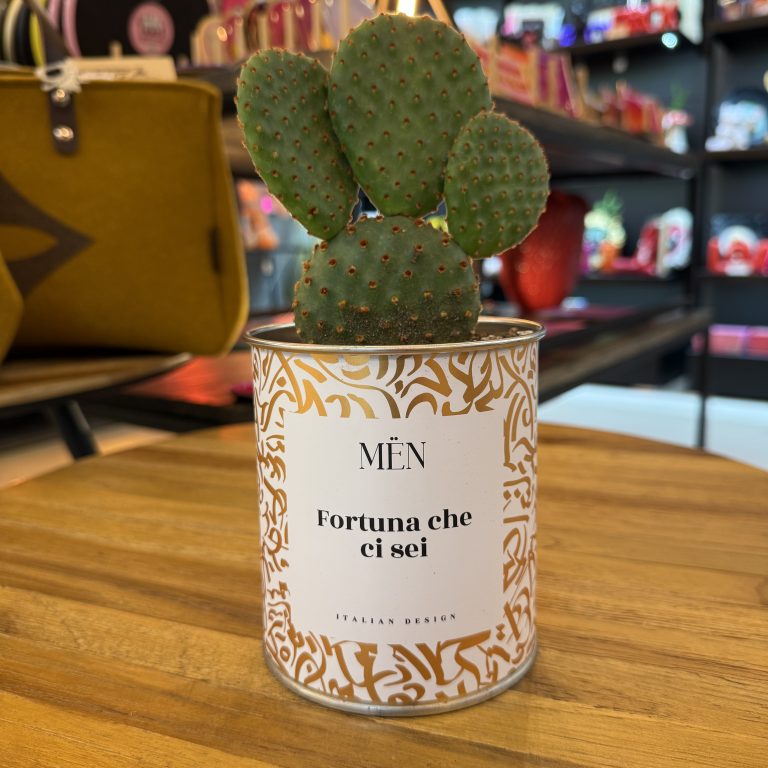 MËN
Fortuna che
ci sei
ITALIAN DESIGN